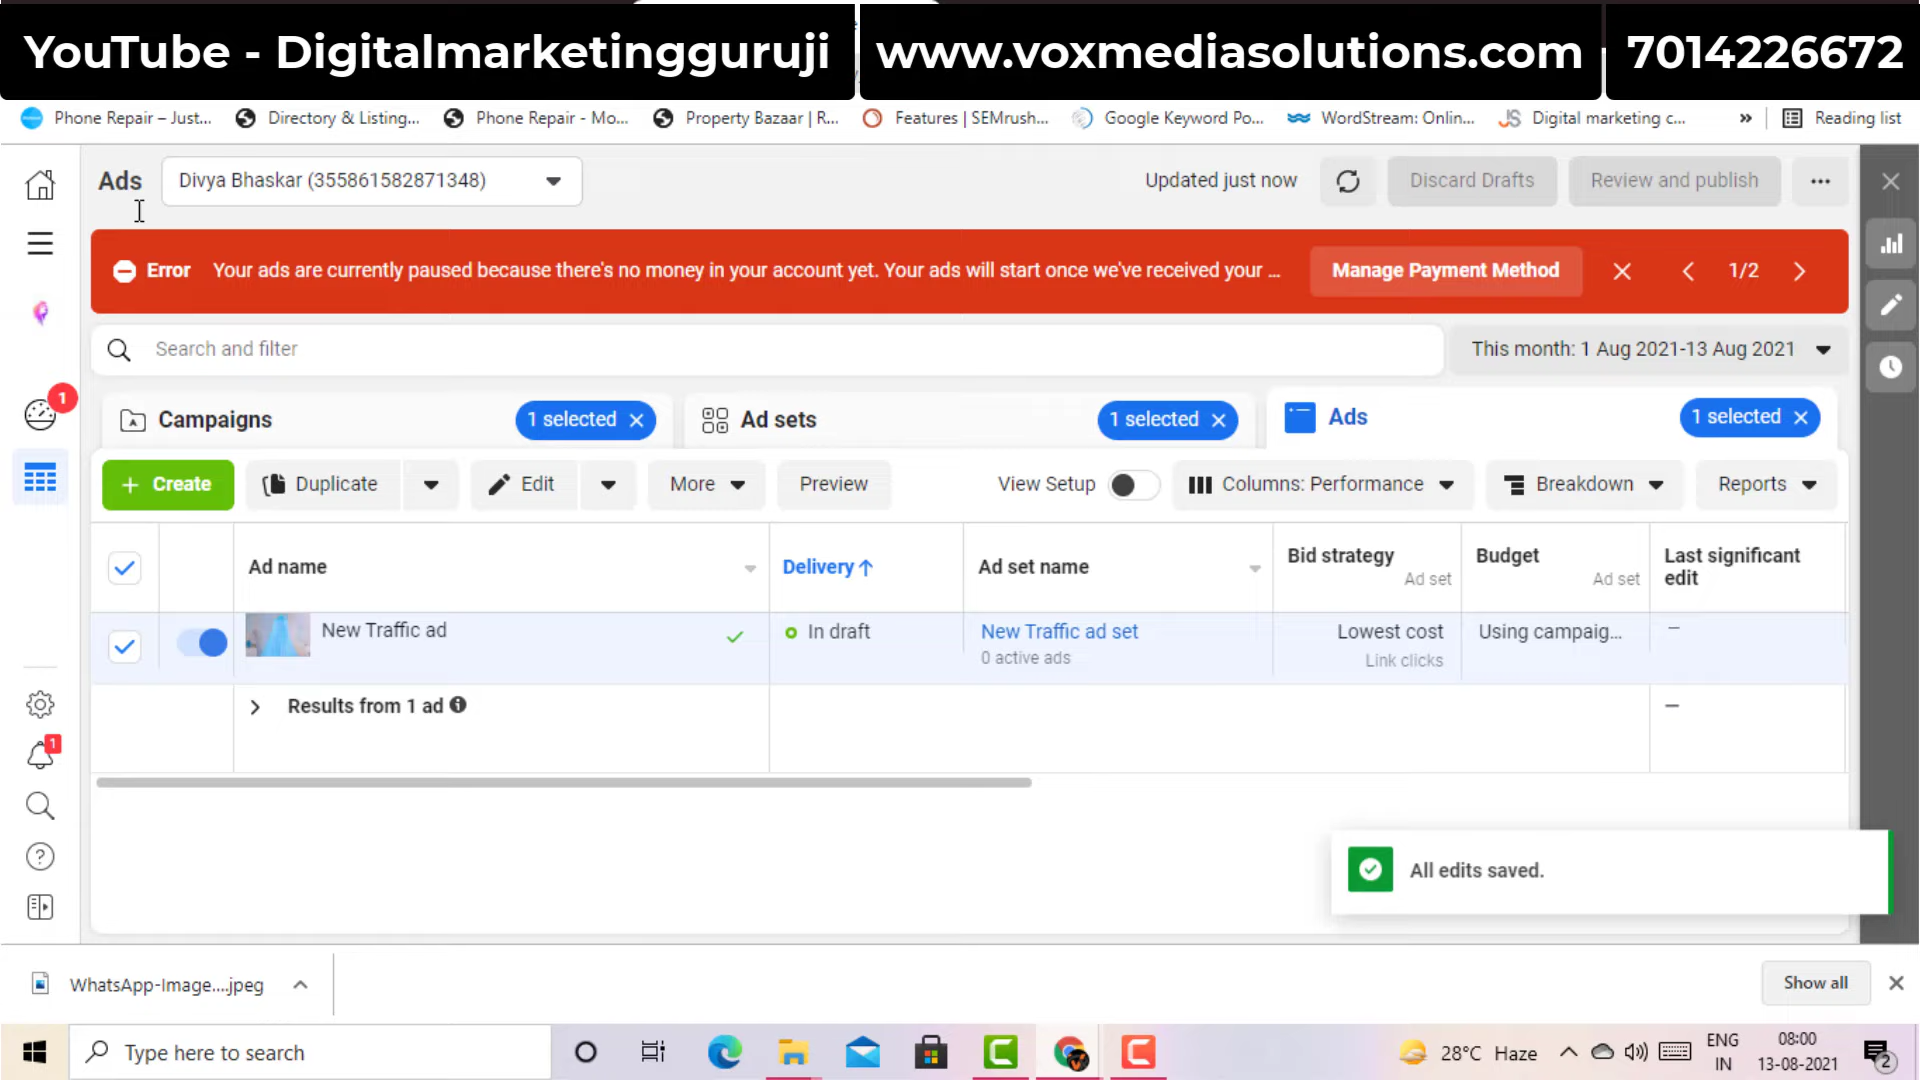 YouTube - Digitalmarketingguruji
www.voxmediasolutions.com
7014226672
Phone Repair – Just...
Directory & Listing...
Phone Repair - Mo...
Property Bazaar | R...
Features | SEMrush...
Google Keyword Po...
WordStream: Onlin...
Digital marketing c...
»
Reading list
Ads
Divya Bhaskar (355861582871348)
Updated just now
Discard Drafts
Review and publish
Error
Your ads are currently paused because there's no money in your account yet. Your ads will start once we've received your ...
Manage Payment Method
1/2
Search and filter
This month: 1 Aug 2021-13 Aug 2021
1
Campaigns
1 selected
Ad sets
1 selected
Ads
1 selected
+ Create
Duplicate
Edit
More
Preview
View Setup
Columns: Performance
Breakdown
Reports
Ad name
Delivery↑
Ad set name
Bid strategy
Ad set
Budget
Ad set
Last significant
edit
New Traffic ad
In draft
New Traffic ad set
0 active ads
Lowest cost
Link clicks
Using campaig...
—
Results from 1 ad
—
1
All edits saved.
WhatsApp-Image....jpeg
Show all
Type here to search
28°C Haze
ENG
IN
08:00
13-08-2021
2